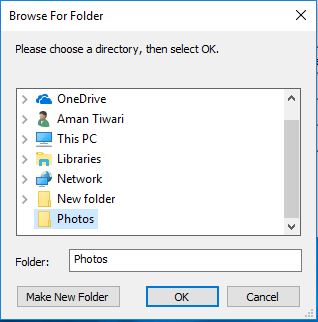 Browse For Folder
Please choose a directory, then select OK.
OneDrive
Aman Tiwari
This PC
Libraries
Network
New folder
Photos
Folder: Photos
Make New Folder OK Cancel